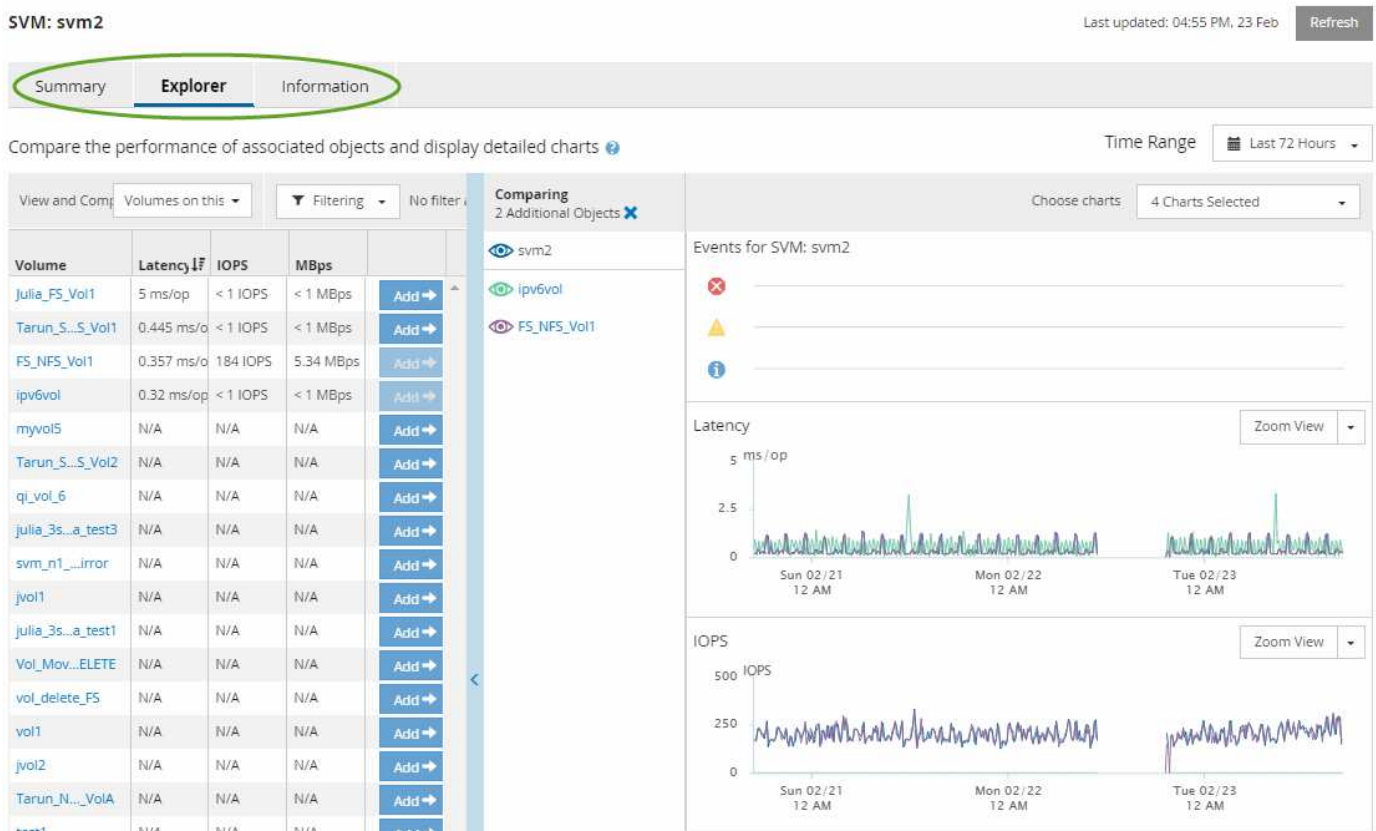 SVM: svm2
Last updated: 04:55 PM, 23 Feb Refresh
Summary Explorer Information
Compare the performance of associated objects and display detailed charts ?
Time Range Last 72 Hours
View and Comp Volumes on this Filtering No filter
Comparing
2 Additional Objects
Choose charts 4 Charts Selected
Volume Latency IOPS MBps
Julia_FS_Vol1 5 ms/op < 1 IOPS < 1 MBps Add
Tarun_S...S_Vol1 0.445 ms/o < 1 IOPS < 1 MBps Add
FS_NFS_Vol1 0.357 ms/o 184 IOPS 5.34 MBps Add
ipv6vol 0.32 ms/op < 1 IOPS < 1 MBps Add
myvol5 N/A N/A N/A Add
Tarun_S...S_Vol2 N/A N/A N/A Add
qi_vol_6 N/A N/A N/A Add
julia_3s...a_test3 N/A N/A N/A Add
svm_n1_...irror N/A N/A N/A Add
jvol1 N/A N/A N/A Add
julia_3s...a_test1 N/A N/A N/A Add
Vol_Mov...ELETE N/A N/A N/A Add
vol_delete_FS N/A N/A N/A Add
vol1 N/A N/A N/A Add
jvol2 N/A N/A N/A Add
Tarun_N..._VolA N/A N/A N/A Add
svm2
ipv6vol
FS_NFS_Vol1
Events for SVM: svm2
Latency Zoom View
5 ms/op
2.5
0
Sun 02/21 Mon 02/22 Tue 02/23
12 AM 12 AM 12 AM
IOPS Zoom View
500 IOPS
250
0
Sun 02/21 Mon 02/22 Tue 02/23
12 AM 12 AM 12 AM